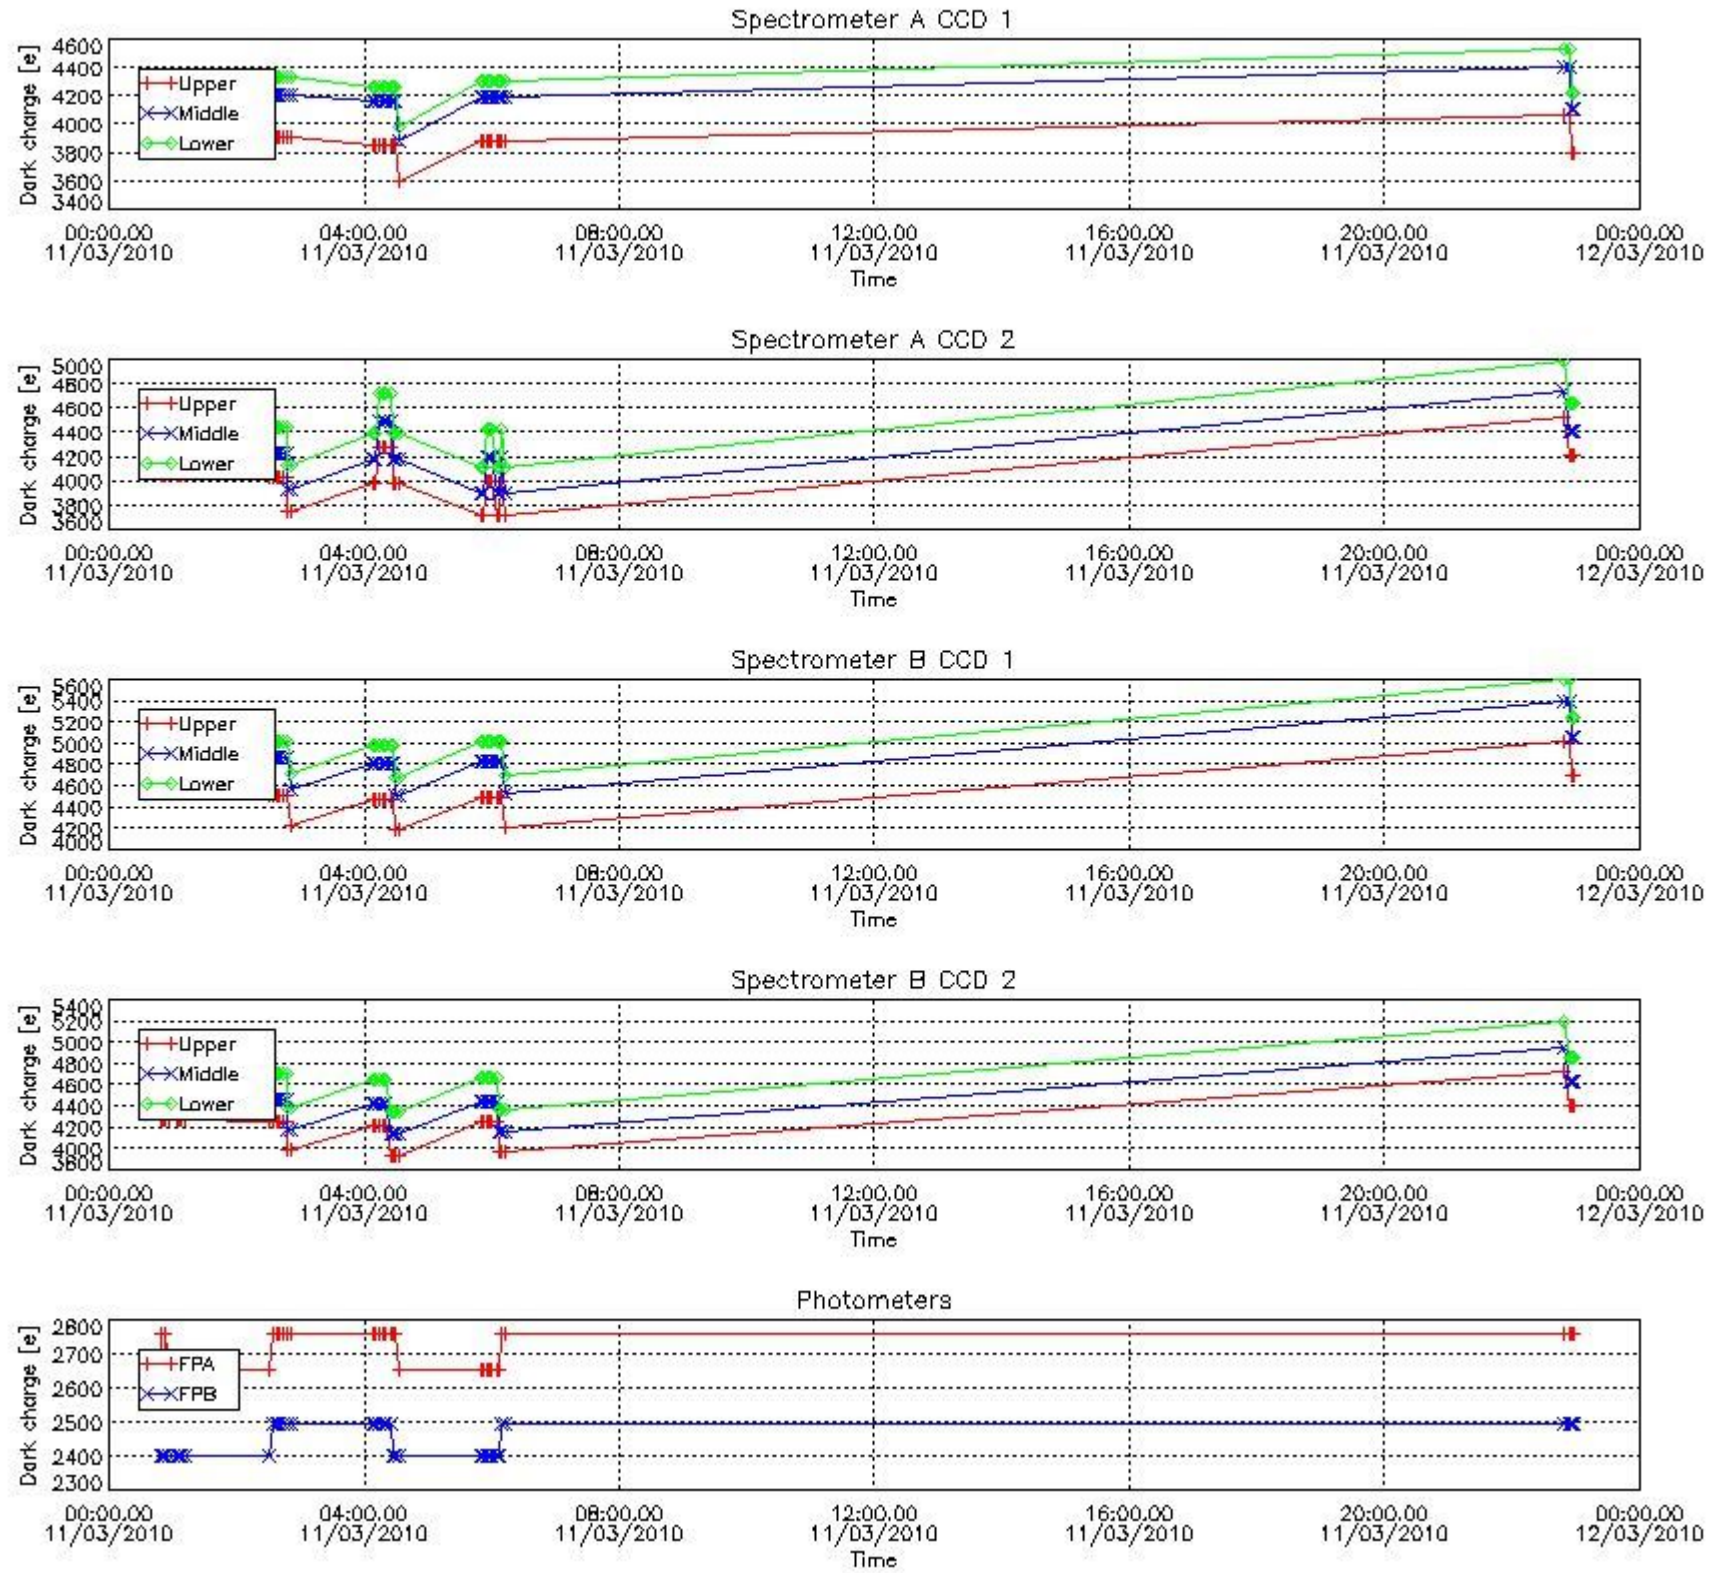 Spectrometer A CCD 1
Dark charge [e]
4600
4400
4200
4000
3800
3600
3400
Upper
Middle
Lower
00:00.00 04:00.00 08:00.00 12:00.00 16:00.00 20:00.00 00:00.00
11/03/2010 11/03/2010 11/03/2010 11/03/2010 11/03/2010 11/03/2010 12/03/2010
Time
Spectrometer A CCD 2
Dark charge [e]
5000
4800
4600
4400
4200
4000
3800
3600
Upper
Middle
Lower
00:00.00 04:00.00 08:00.00 12:00.00 16:00.00 20:00.00 00:00.00
11/03/2010 11/03/2010 11/03/2010 11/03/2010 11/03/2010 11/03/2010 12/03/2010
Time
Spectrometer B CCD 1
Dark charge [e]
5600
5400
5200
5000
4800
4600
4400
4200
4000
Upper
Middle
Lower
00:00.00 04:00.00 08:00.00 12:00.00 16:00.00 20:00.00 00:00.00
11/03/2010 11/03/2010 11/03/2010 11/03/2010 11/03/2010 11/03/2010 12/03/2010
Time
Spectrometer B CCD 2
Dark charge [e]
5400
5200
5000
4800
4600
4400
4200
4000
3800
Upper
Middle
Lower
00:00.00 04:00.00 08:00.00 12:00.00 16:00.00 20:00.00 00:00.00
11/03/2010 11/03/2010 11/03/2010 11/03/2010 11/03/2010 11/03/2010 12/03/2010
Time
Photometers
Dark charge [e]
2800
2700
2600
2500
2400
2300
FPA
FPB
00:00.00 04:00.00 08:00.00 12:00.00 16:00.00 20:00.00 00:00.00
11/03/2010 11/03/2010 11/03/2010 11/03/2010 11/03/2010 11/03/2010 12/03/2010
Time